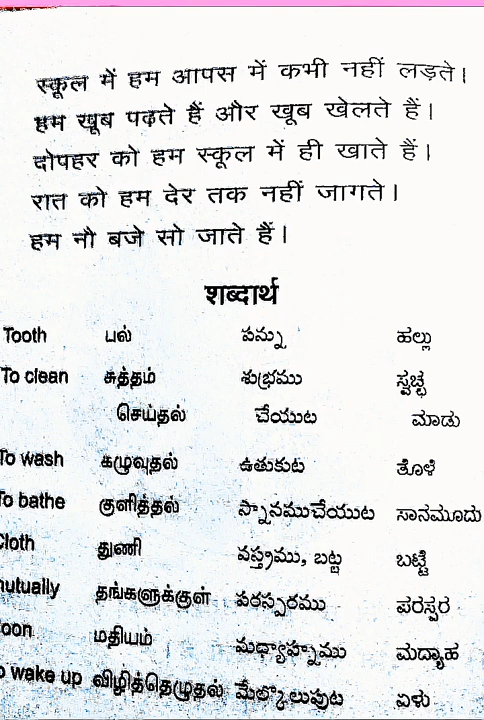 स्कूल में हम आपस में कभी नहीं लड़ते।
हम खूब पढ़ते हैं और खूब खेलते हैं।
दोपहर को हम स्कूल में ही खाते हैं।
रात को हम देर तक नहीं जागते।
हम नौ बजे सो जाते हैं।
शब्दार्थ
Tooth பல் పన్ను ಹಲ್ಲು
To clean சுத்தம் శుభ్రము ಸ್ವಚ್ಛ
செய்தல் చేయుట ಮಾಡು
To wash கழுவுதல் ఉతుకుట ತೊಳೆ
To bathe குளித்தல் స్నానముచేయుట ಸಾನಮೂದು
Cloth துணி వస్త్రము, బట్ట ಬಟ್ಟೆ
mutually தங்களுக்குள் పరస్పరము ಪರಸ್ಪರ
oon மதியம் మధ్యాహ్నము ಮದ್ಯಾಹ
o wake up விழித்தெழுதல் మేల్కొలుపుట ಏಳು